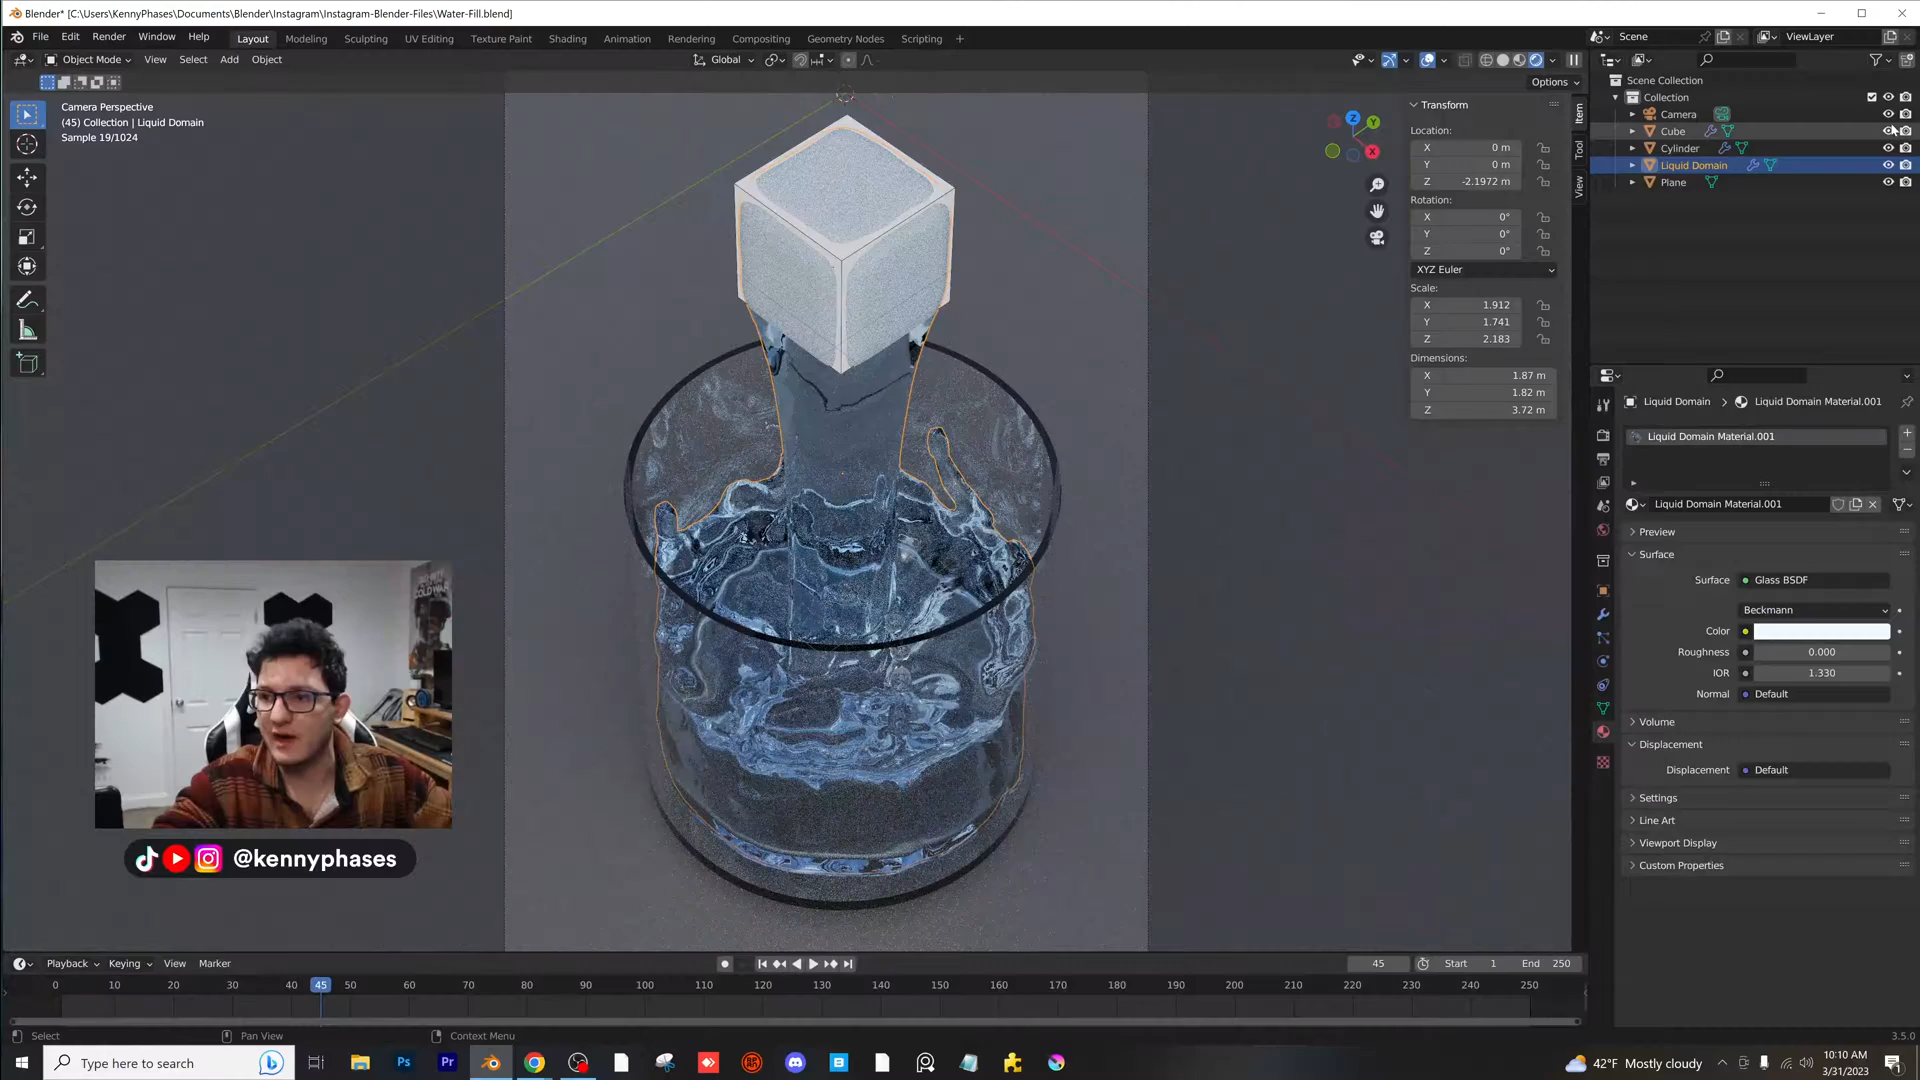 Blender* [C:\Users\KennyPhases\Documents\Blender\Instagram\Instagram-Blender-Files\Water-Fill.blend]
File Edit Render Window Help Layout Modeling Sculpting UV Editing Texture Paint Shading Animation Rendering Compositing Geometry Nodes Scripting + Scene ViewLayer
Object Mode View Select Add Object Global
Options
Camera Perspective
(45) Collection | Liquid Domain
Sample 19/1024
Z
Y
X
Transform
Location:
X 0 m
Y 0 m
Z -2.1972 m
Rotation:
X 0°
Y 0°
Z 0°
XYZ Euler
Scale:
X 1.912
Y 1.741
Z 2.183
Dimensions:
X 1.87 m
Y 1.82 m
Z 3.72 m
Item
Tool
View
Scene Collection
Collection
Camera
Cube
Cylinder
Liquid Domain
Plane
Liquid Domain > Liquid Domain Material.001
Liquid Domain Material.001
Liquid Domain Material.001
Preview
Surface
Surface Glass BSDF
Beckmann
Color
Roughness 0.000
IOR 1.330
Normal Default
Volume
Displacement
Displacement Default
Settings
Line Art
Viewport Display
Custom Properties
@kennyphases
Playback Keying View Marker 45 Start 1 End 250
0 10 20 30 40 45 50 60 70 80 90 100 110 120 130 140 150 160 170 180 190 200 210 220 230 240 250
Select Pan View Context Menu 3.5.0
Type here to search Ps Pr 42°F Mostly cloudy 10:10 AM
3/31/2023